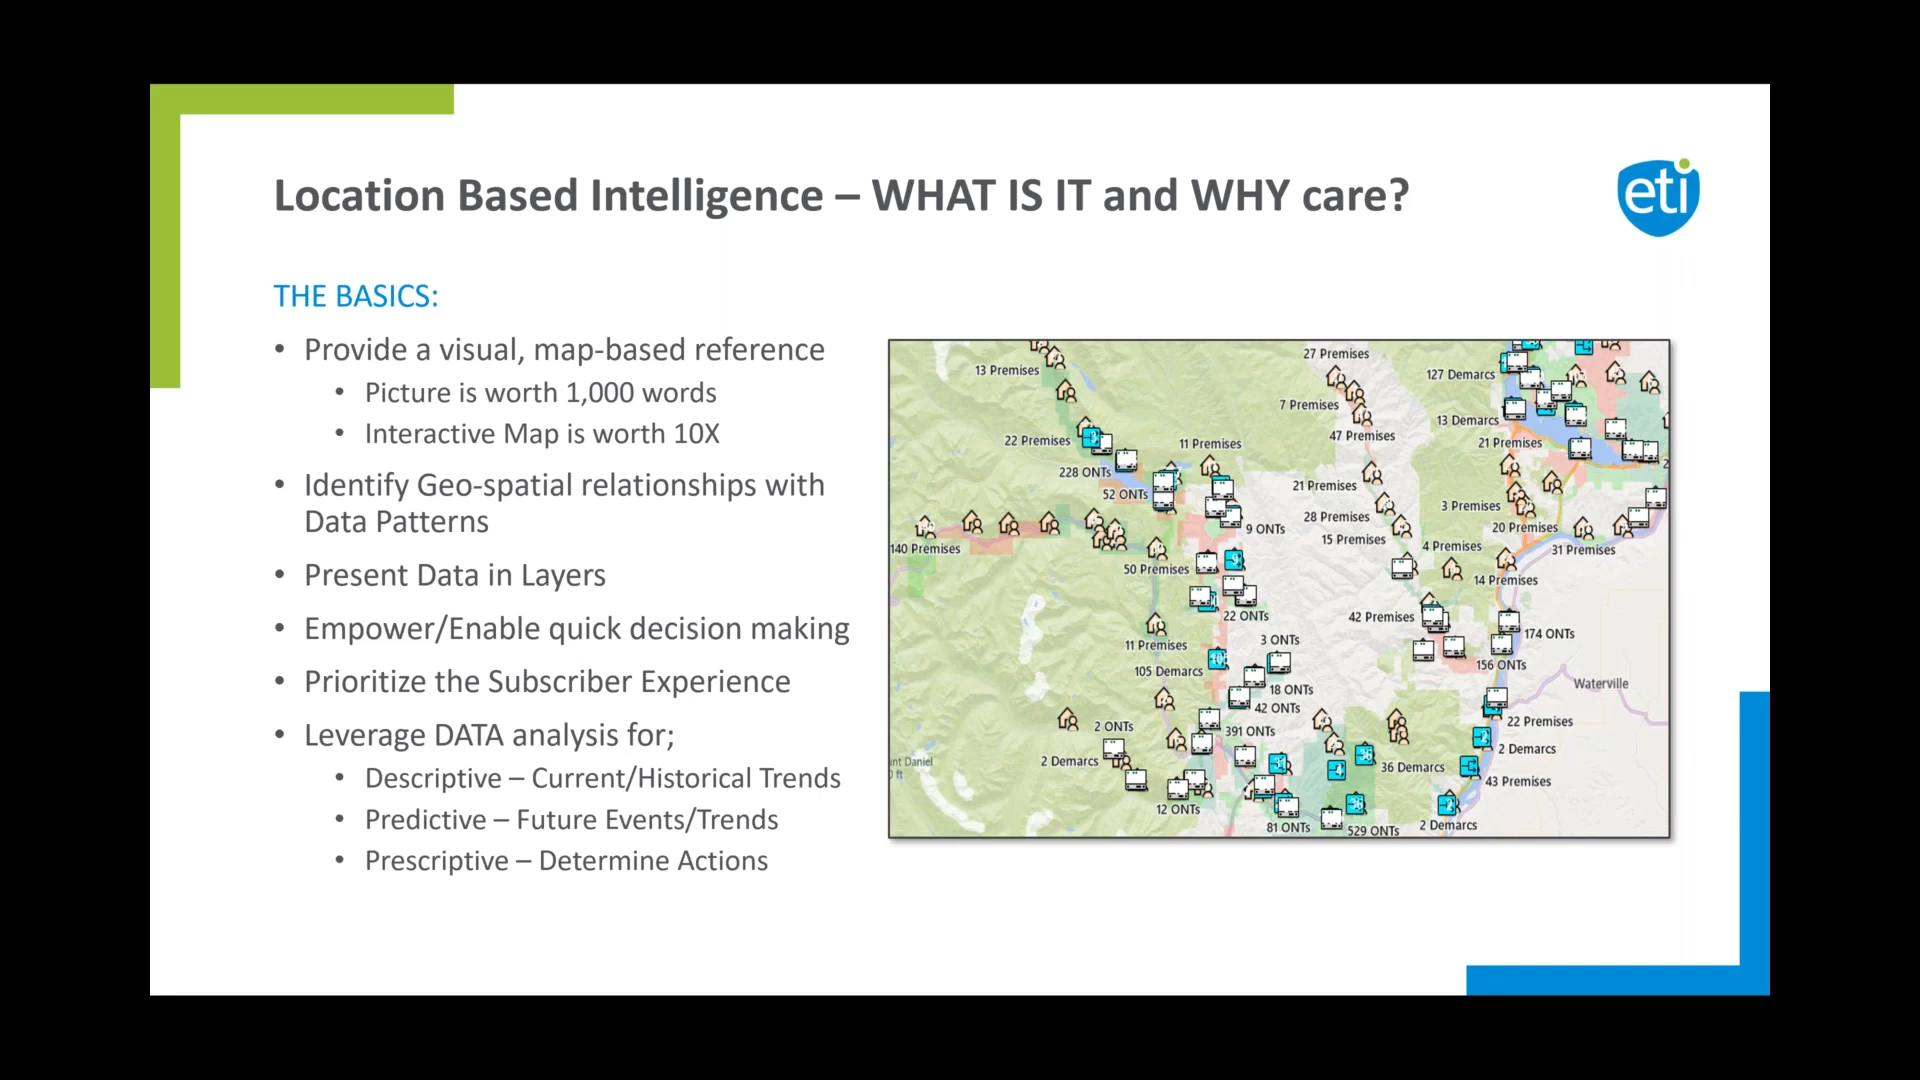 Location Based Intelligence – WHAT IS IT and WHY care?
eti
THE BASICS:
• Provide a visual, map-based reference
• Picture is worth 1,000 words
• Interactive Map is worth 10X
• Identify Geo-spatial relationships with
Data Patterns
• Present Data in Layers
• Empower/Enable quick decision making
• Prioritize the Subscriber Experience
• Leverage DATA analysis for;
• Descriptive – Current/Historical Trends
• Predictive – Future Events/Trends
• Prescriptive – Determine Actions
27 Premises
13 Premises
127 Demarcs
7 Premises
13 Demarcs
22 Premises
11 Premises
47 Premises
21 Premises
228 ONTs
52 ONTs
21 Premises
3 Premises
28 Premises
9 ONTs
20 Premises
15 Premises
140 Premises
4 Premises
31 Premises
50 Premises
14 Premises
22 ONTs
42 Premises
174 ONTs
3 ONTs
11 Premises
156 ONTs
105 Demarcs
Waterville
18 ONTs
42 ONTs
22 Premises
2 ONTs
391 ONTs
2 Demarcs
2 Demarcs
36 Demarcs
nt Daniel
0 ft
43 Premises
12 ONTs
81 ONTs
529 ONTs
2 Demarcs